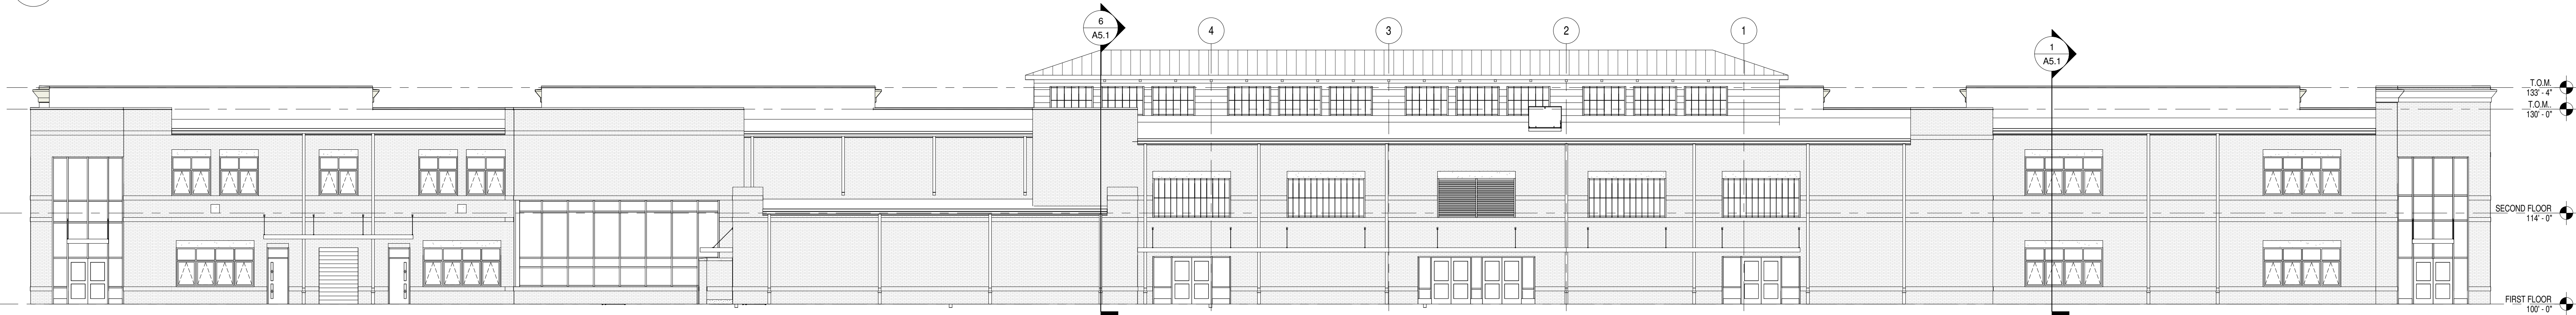 6
A5.1
4
3
2
1
1
A5.1
T.O.M.
133' - 4"
T.O.M..
130' - 0"
SECOND FLOOR
114' - 0"
FIRST FLOOR
100' - 0"